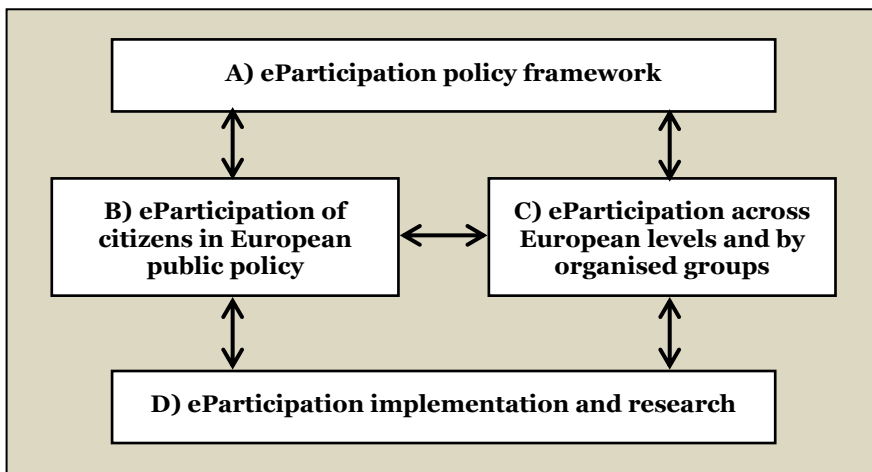 A) eParticipation policy framework
B) eParticipation of
citizens in European
public policy
C) eParticipation across
European levels and by
organised groups
D) eParticipation implementation and research